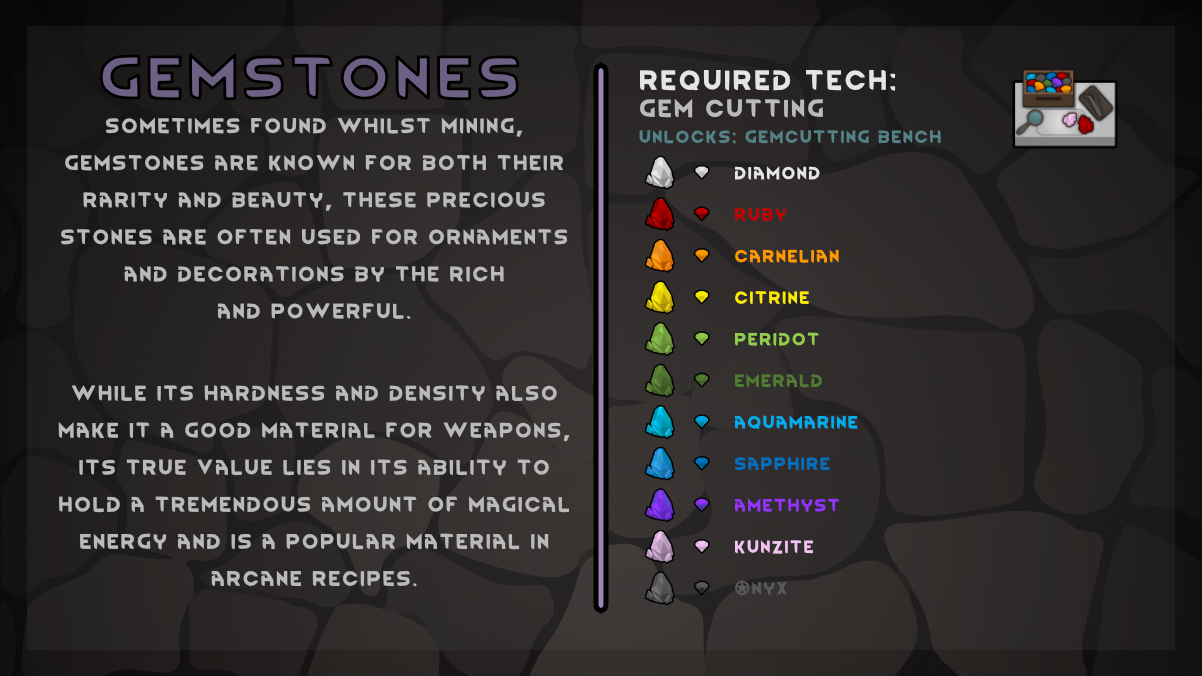 GEMSTONES
SOMETIMES FOUND WHILST MINING,
GEMSTONES ARE KNOWN FOR BOTH THEIR
RARITY AND BEAUTY, THESE PRECIOUS
STONES ARE OFTEN USED FOR ORNAMENTS
AND DECORATIONS BY THE RICH
AND POWERFUL.
WHILE ITS HARDNESS AND DENSITY ALSO
MAKE IT A GOOD MATERIAL FOR WEAPONS,
ITS TRUE VALUE LIES IN ITS ABILITY TO
HOLD A TREMENDOUS AMOUNT OF MAGICAL
ENERGY AND IS A POPULAR MATERIAL IN
ARCANE RECIPES.
REQUIRED TECH:
GEM CUTTING
UNLOCKS: GEMCUTTING BENCH
DIAMOND
RUBY
CARNELIAN
CITRINE
PERIDOT
EMERALD
AQUAMARINE
SAPPHIRE
AMETHYST
KUNZITE
ONYX